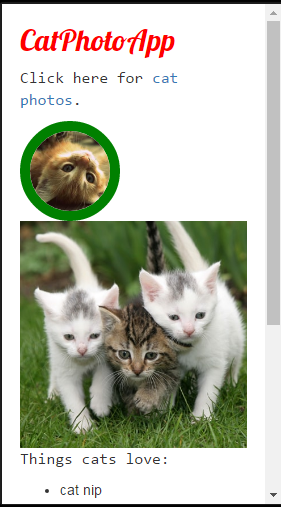 CatPhotoApp
Click here for cat
photos.
Things cats love:
cat nip